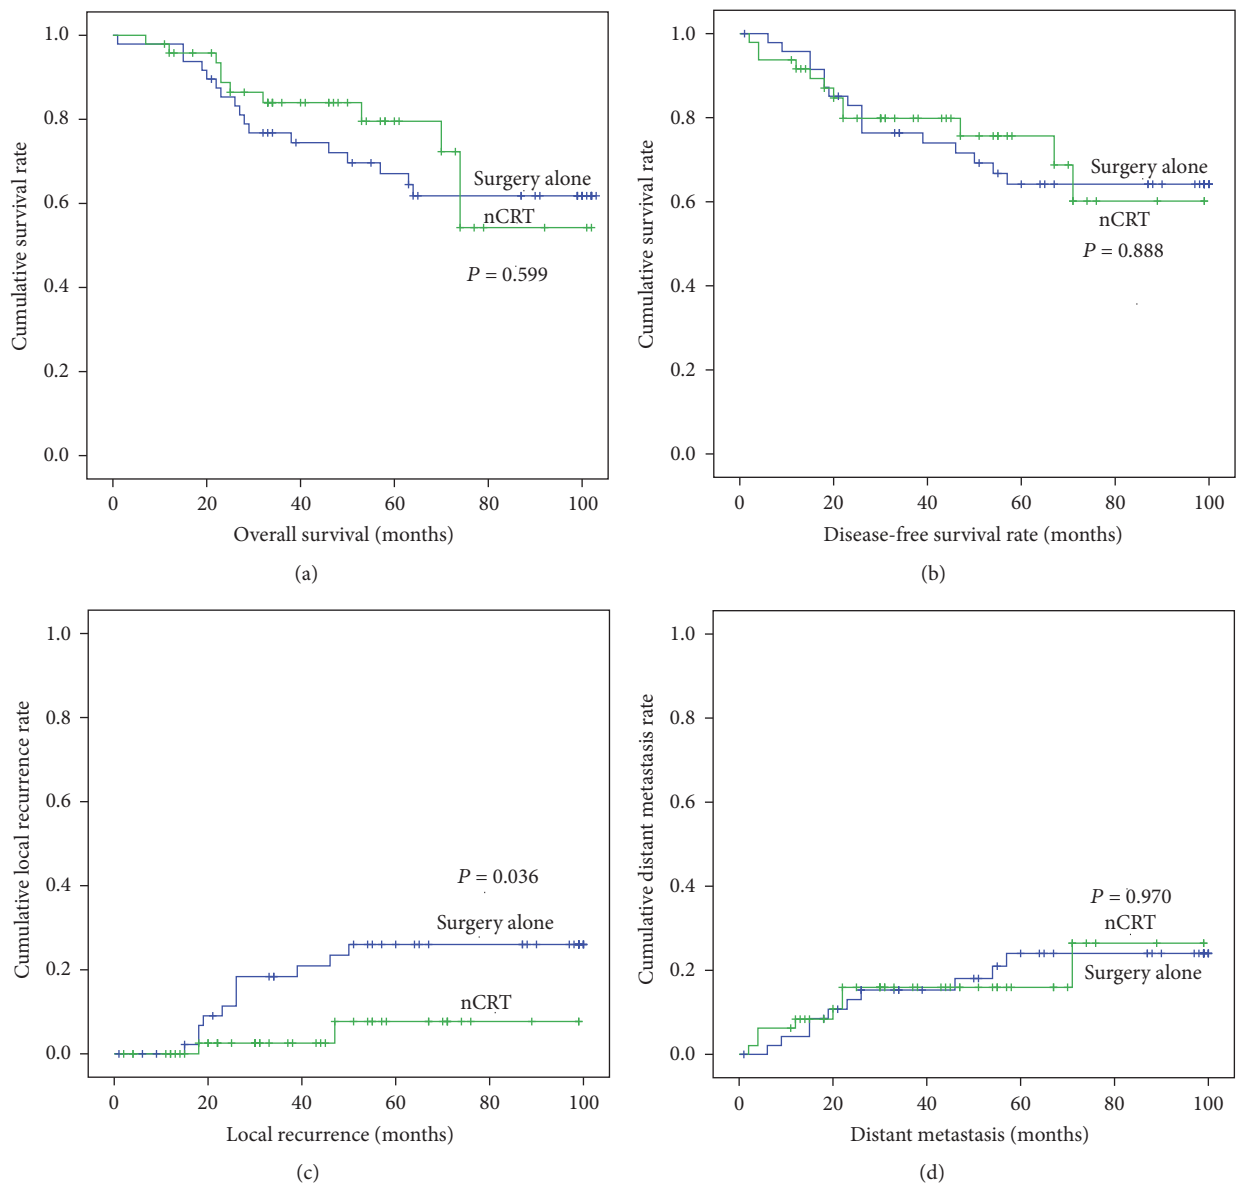 1.0
0.8
0.6
0.4
0.2
0.0
Cumulative survival rate
Surgery alone
nCRT
P = 0.599
0 20 40 60 80 100
Overall survival (months)
(a)
1.0
0.8
0.6
0.4
0.2
0.0
Cumulative survival rate
Surgery alone
nCRT
P = 0.888
0 20 40 60 80 100
Disease-free survival rate (months)
(b)
1.0
0.8
0.6
0.4
0.2
0.0
Cumulative local recurrence rate
P = 0.036
Surgery alone
nCRT
0 20 40 60 80 100
Local recurrence (months)
(c)
1.0
0.8
0.6
0.4
0.2
0.0
Cumulative distant metastasis rate
P = 0.970
nCRT
Surgery alone
0 20 40 60 80 100
Distant metastasis (months)
(d)